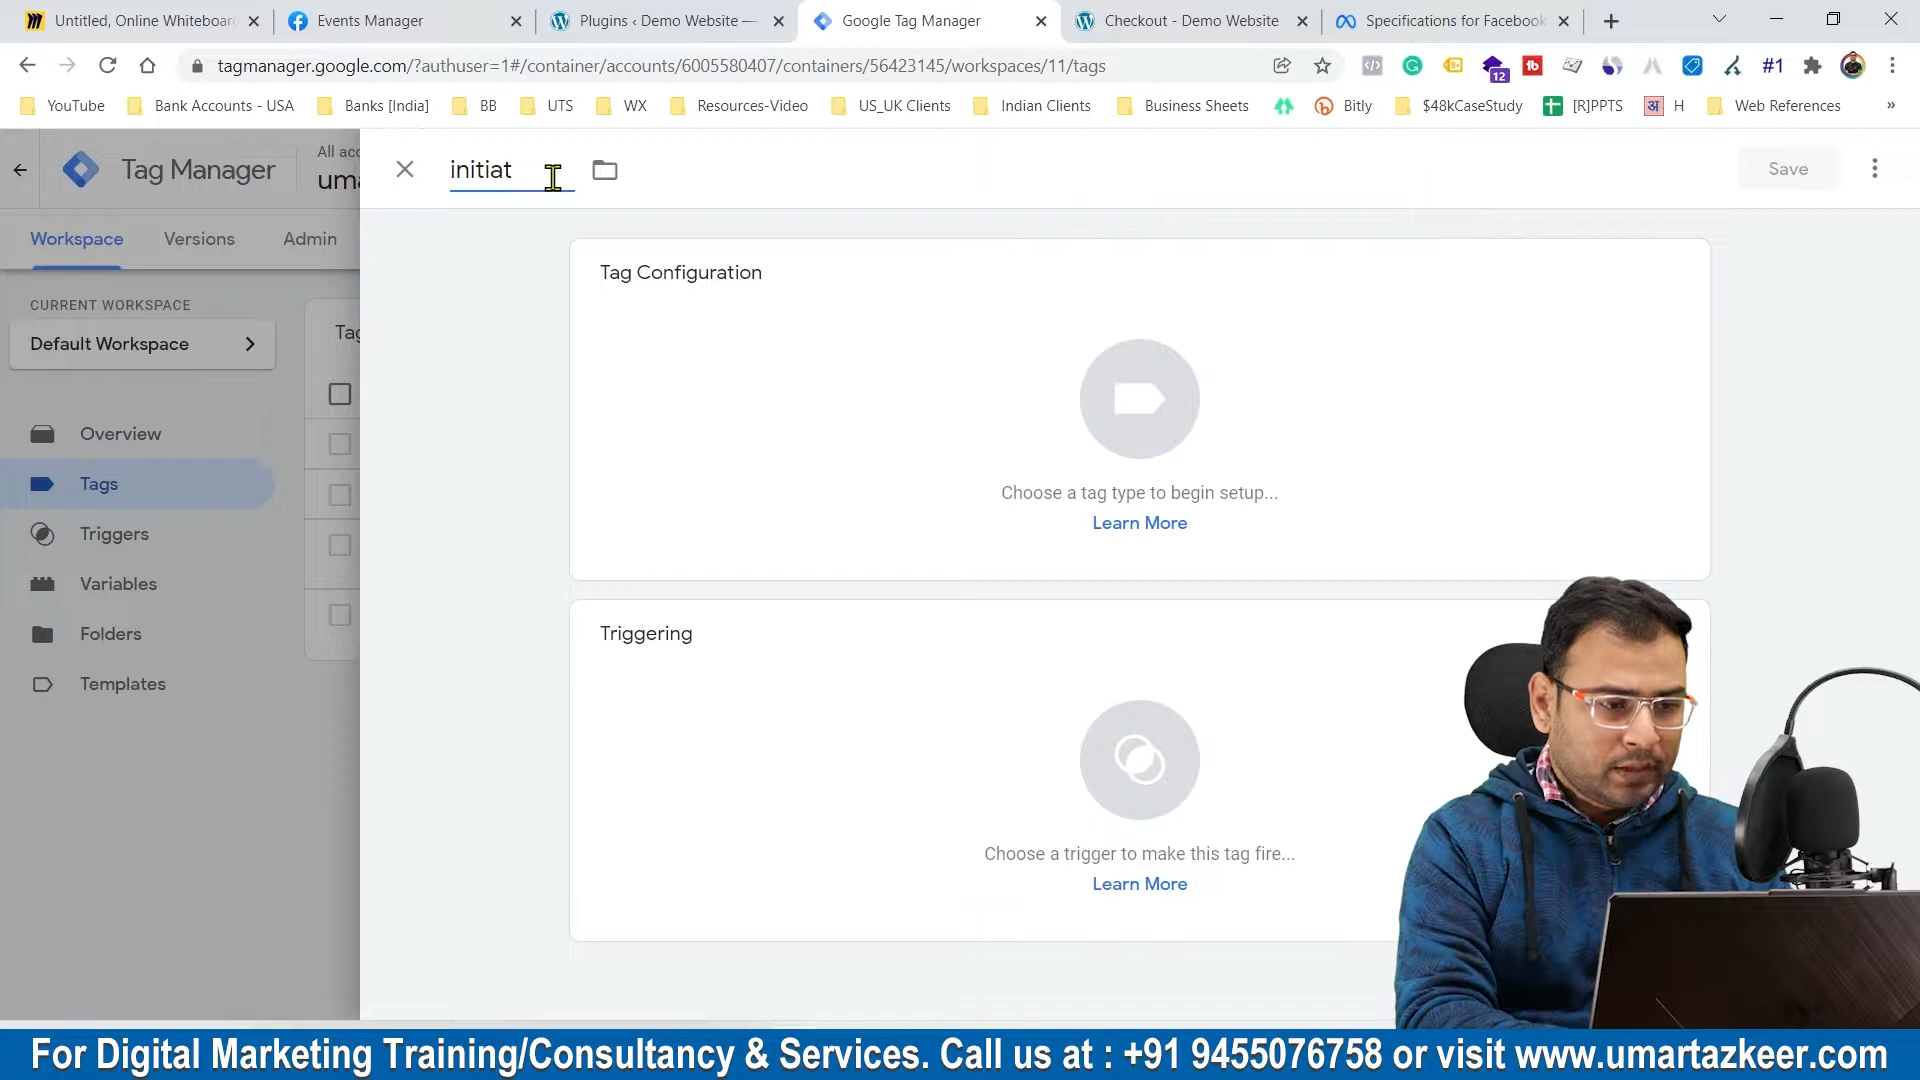 Untitled, Online Whiteboar
Events Manager
Plugins ‹ Demo Website —
Google Tag Manager
Checkout - Demo Website
Specifications for Facebook
tagmanager.google.com/?authuser=1#/container/accounts/6005580407/containers/56423145/workspaces/11/tags
12
#1
YouTube
Bank Accounts - USA
Banks [India]
BB
UTS
WX
Resources-Video
US_UK Clients
Indian Clients
Business Sheets
Bitly
$48kCaseStudy
[R]PPTS
अ H
Web References
»
Tag Manager
All acc
uma
initiat
Save
Workspace
Versions
Admin
CURRENT WORKSPACE
Default Workspace
Tag
Overview
Tags
Triggers
Variables
Folders
Templates
Tag Configuration
Choose a tag type to begin setup...
Learn More
Triggering
Choose a trigger to make this tag fire...
Learn More
For Digital Marketing Training/Consultancy & Services. Call us at : +91 9455076758 or visit www.umartazkeer.com